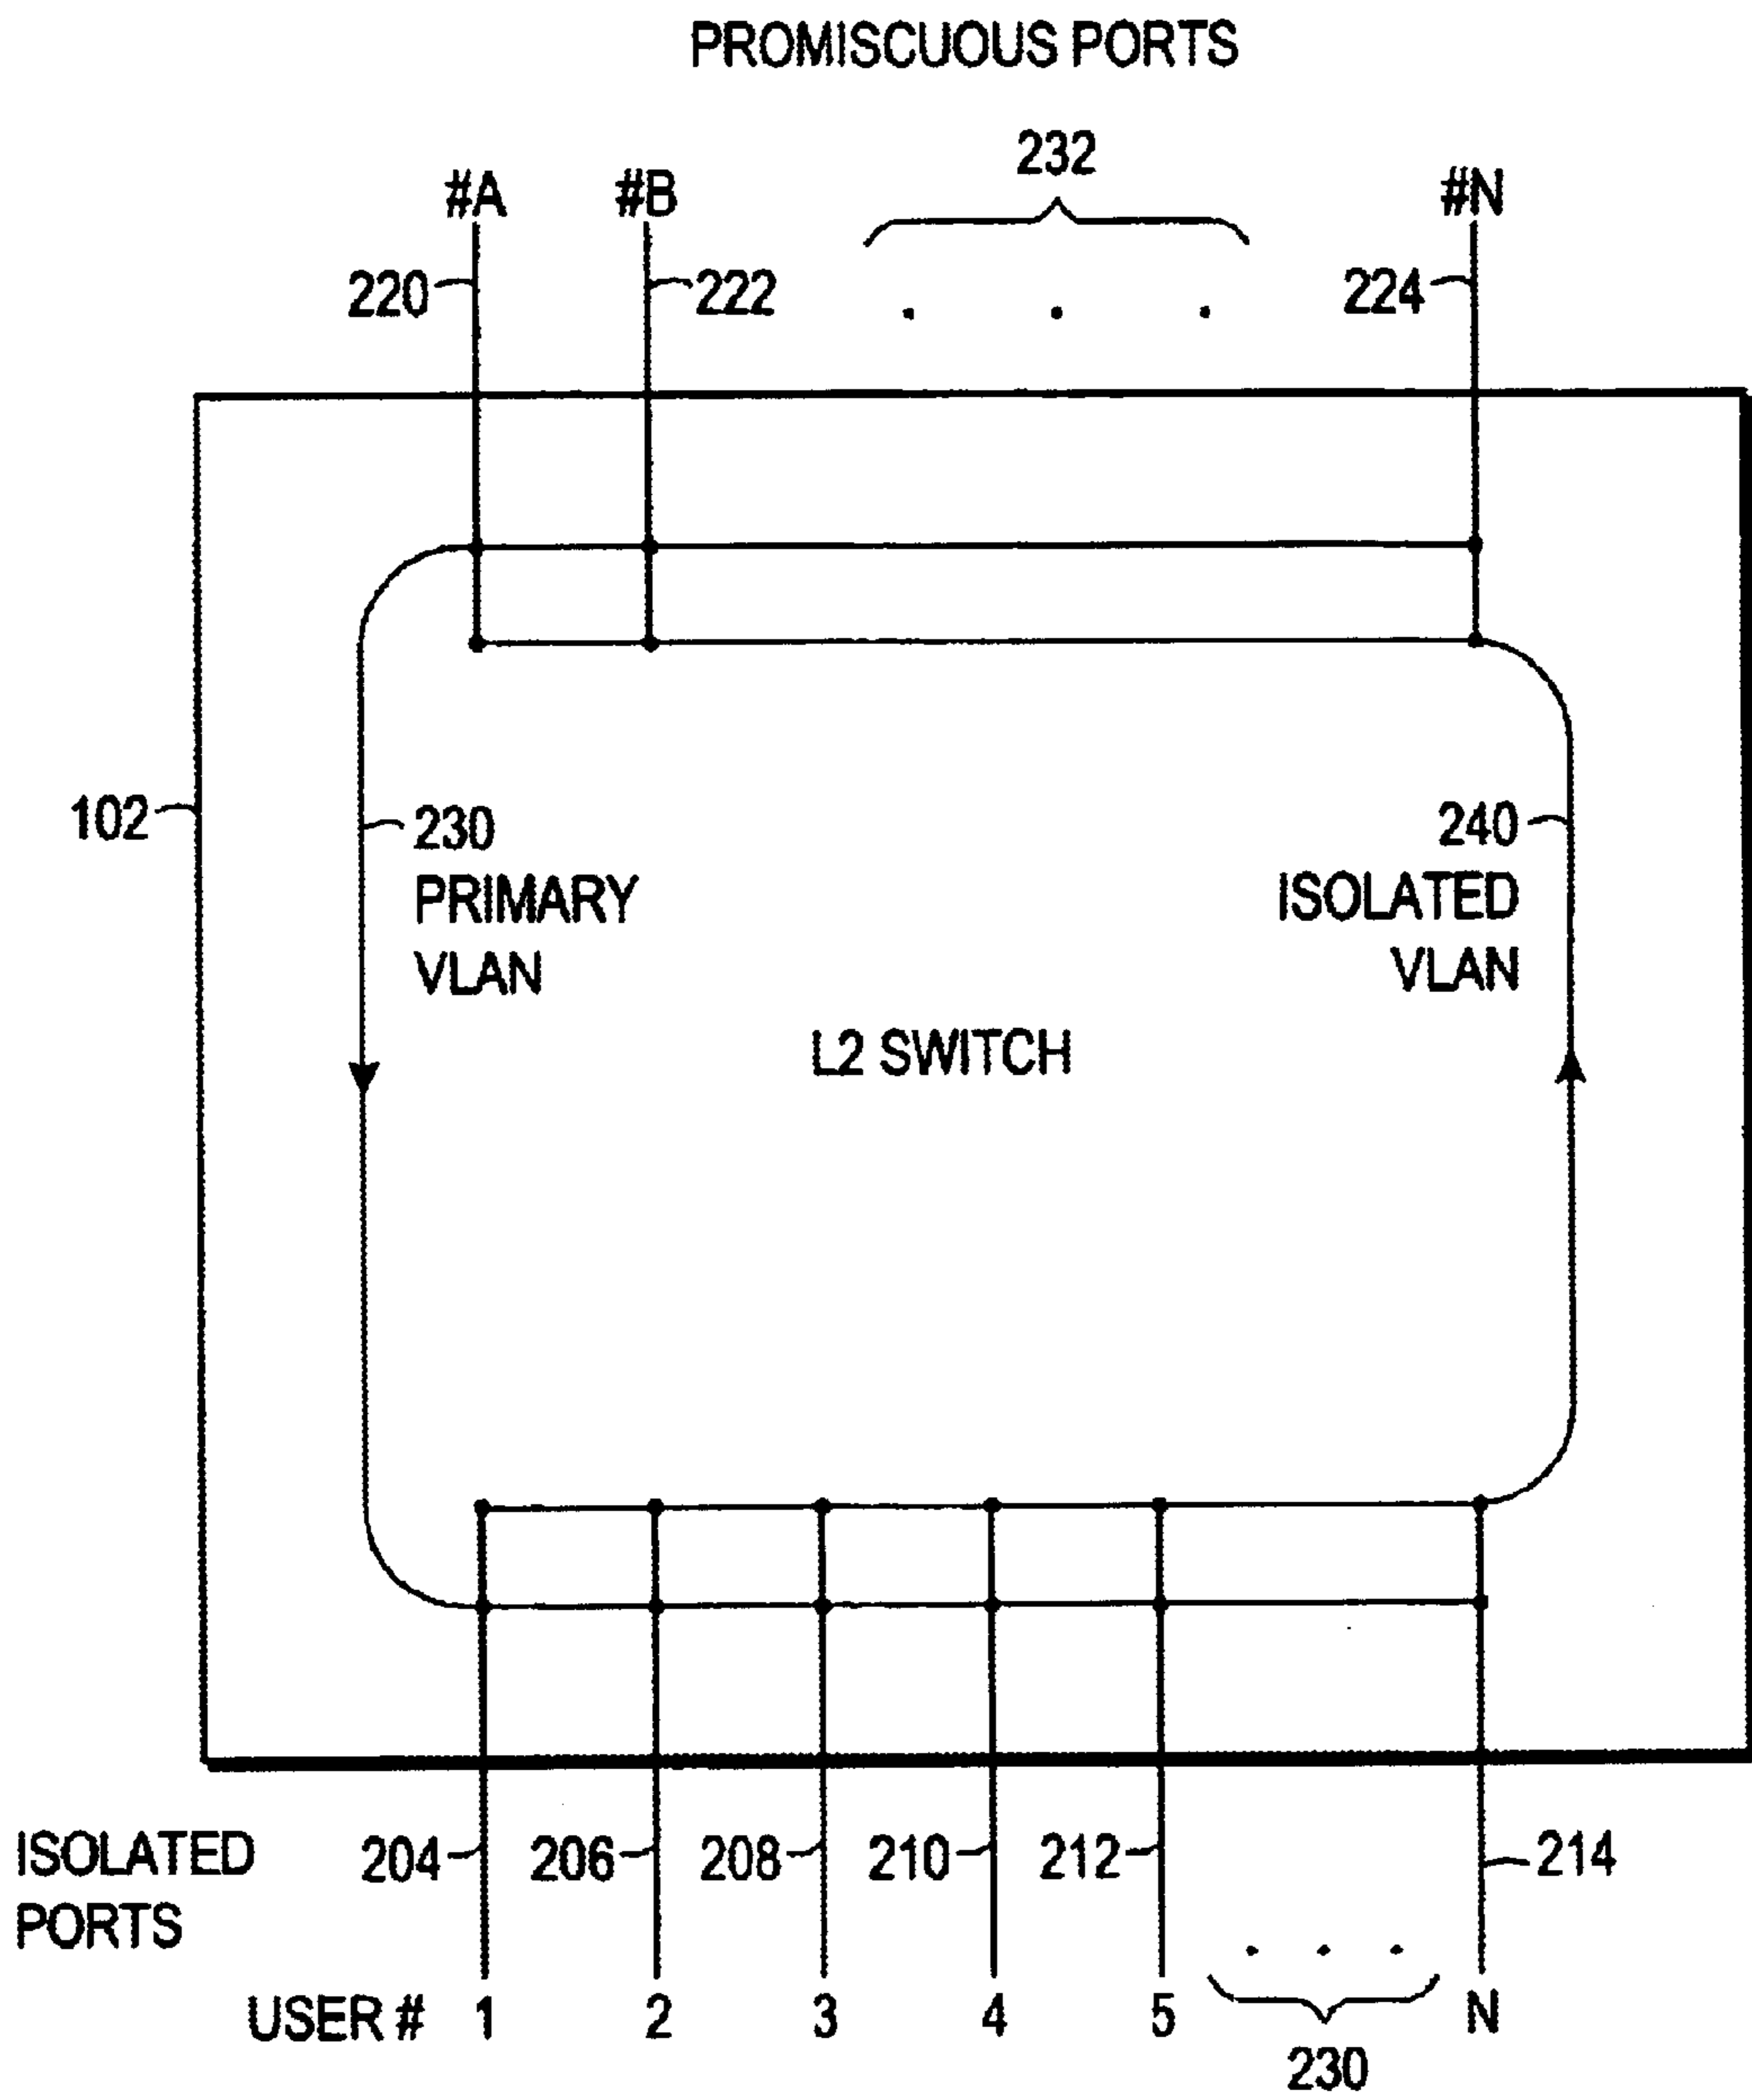 PROMISCUOUS PORTS
232
#A #B #N
220 222 224
102
230
PRIMARY
VLAN
240
ISOLATED
VLAN
L2 SWITCH
ISOLATED
PORTS
204 206 208 210 212 214
USER # 1 2 3 4 5 N
230